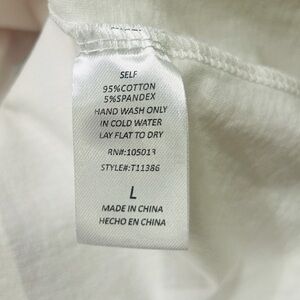 SELF
95%COTTON
5%SPANDEX
HAND WASH ONLY
IN COLD WATER
LAY FLAT TO DRY
RN#:105013
STYLE#:T11386
L
MADE IN CHINA
HECHO EN CHINA